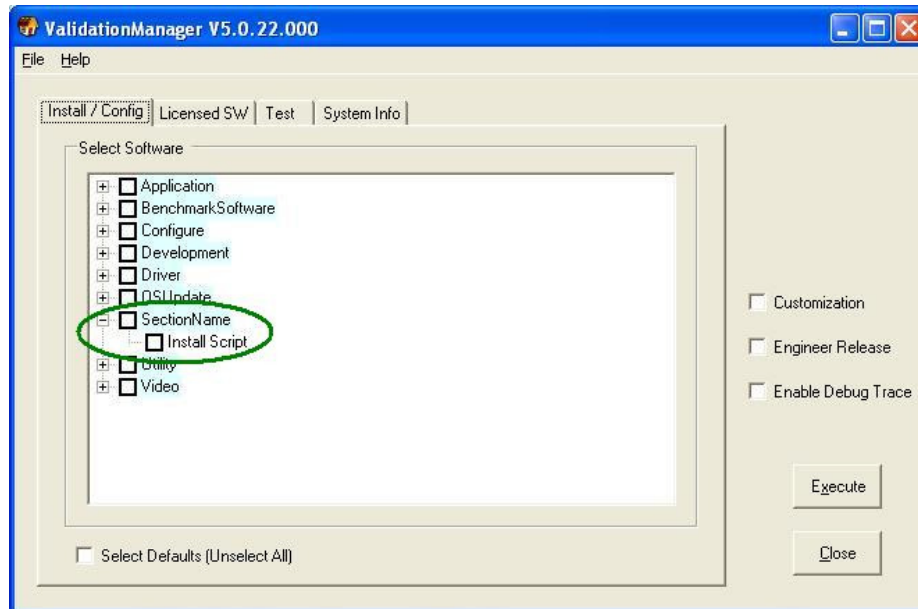 ValidationManager V5.0.22.000
File Help
Install / Config Licensed SW Test System Info
Select Software
Application
BenchmarkSoftware
Configure
Development
Driver
OSUpdate
SectionName
Install Script
Utility
Video
Customization
Engineer Release
Enable Debug Trace
Execute
Select Defaults (Unselect All)
Close